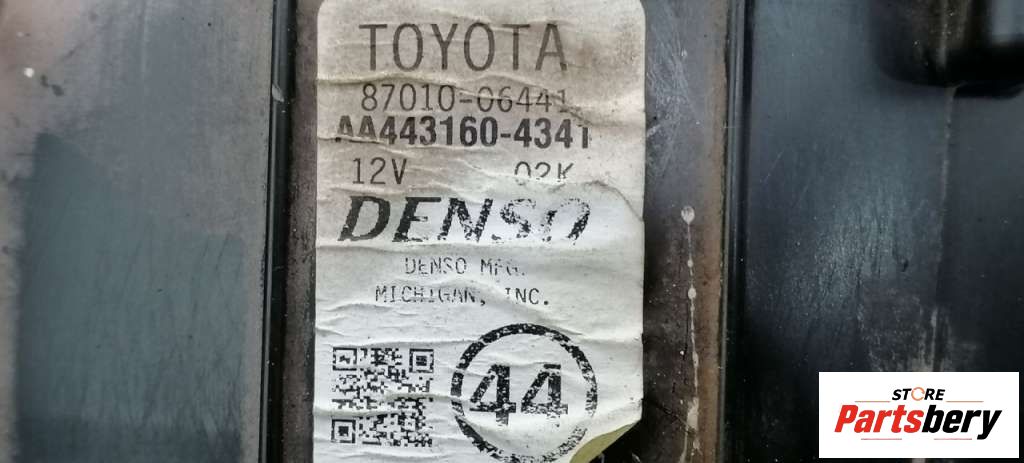 TOYOTA
87010-06441
AA443160-4341
12V 02K
DENSO
DENSO MFG.
MICHIGAN, INC.
44
STORE
Partsbery